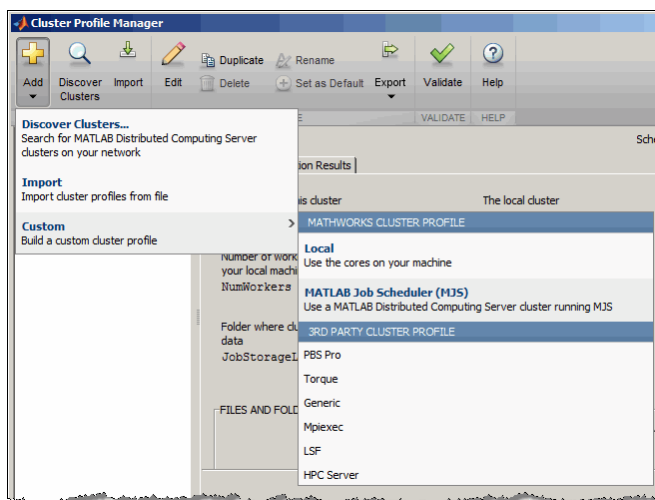 Cluster Profile Manager
Add
Discover Clusters
Import
Edit
Duplicate
Delete
Rename
Set as Default
Export
Validate
Help
E
VALIDATE
HELP
Discover Clusters...
Search for MATLAB Distributed Computing Server
clusters on your network
Import
Import cluster profiles from file
Custom
Build a custom cluster profile
Sch
ion Results
is cluster
The local cluster
MATHWORKS CLUSTER PROFILE
Local
Use the cores on your machine
MATLAB Job Scheduler (MJS)
Use a MATLAB Distributed Computing Server cluster running MJS
3RD PARTY CLUSTER PROFILE
PBS Pro
Torque
Generic
Mpiexec
LSF
HPC Server
Number of work
your local machi
NumWorkers
Folder where clu
data
JobStorageL
FILES AND FOLD